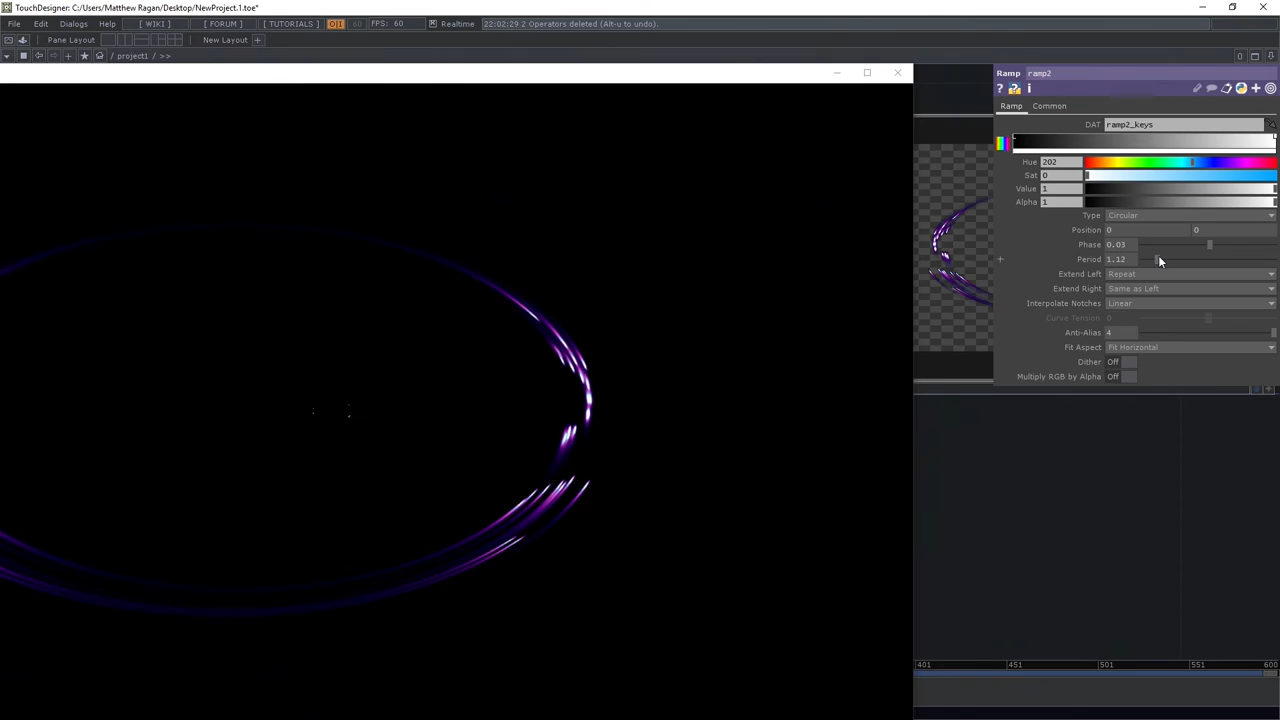 TouchDesigner: C:/Users/Matthew Ragan/Desktop/NewProject.1.toe*
File Edit Dialogs Help [ WIKI ] [ FORUM ] [ TUTORIALS ] O|I 60 FPS: 60 Realtime 22:02:29 2 Operators deleted (Alt-u to undo).
Pane Layout New Layout +
/ project1 / >> 0
Ramp ramp2
? ? i
Ramp Common
DAT ramp2_keys
Hue 202
Sat 0
Value 1
Alpha 1
Type Circular
Position 0 0
Phase 0.03
+ Period 1.12
Extend Left Repeat
Extend Right Same as Left
Interpolate Notches Linear
Curve Tension 0
Anti-Alias 4
Fit Aspect Fit Horizontal
Dither Off
Multiply RGB by Alpha Off
401 451 501 551 600